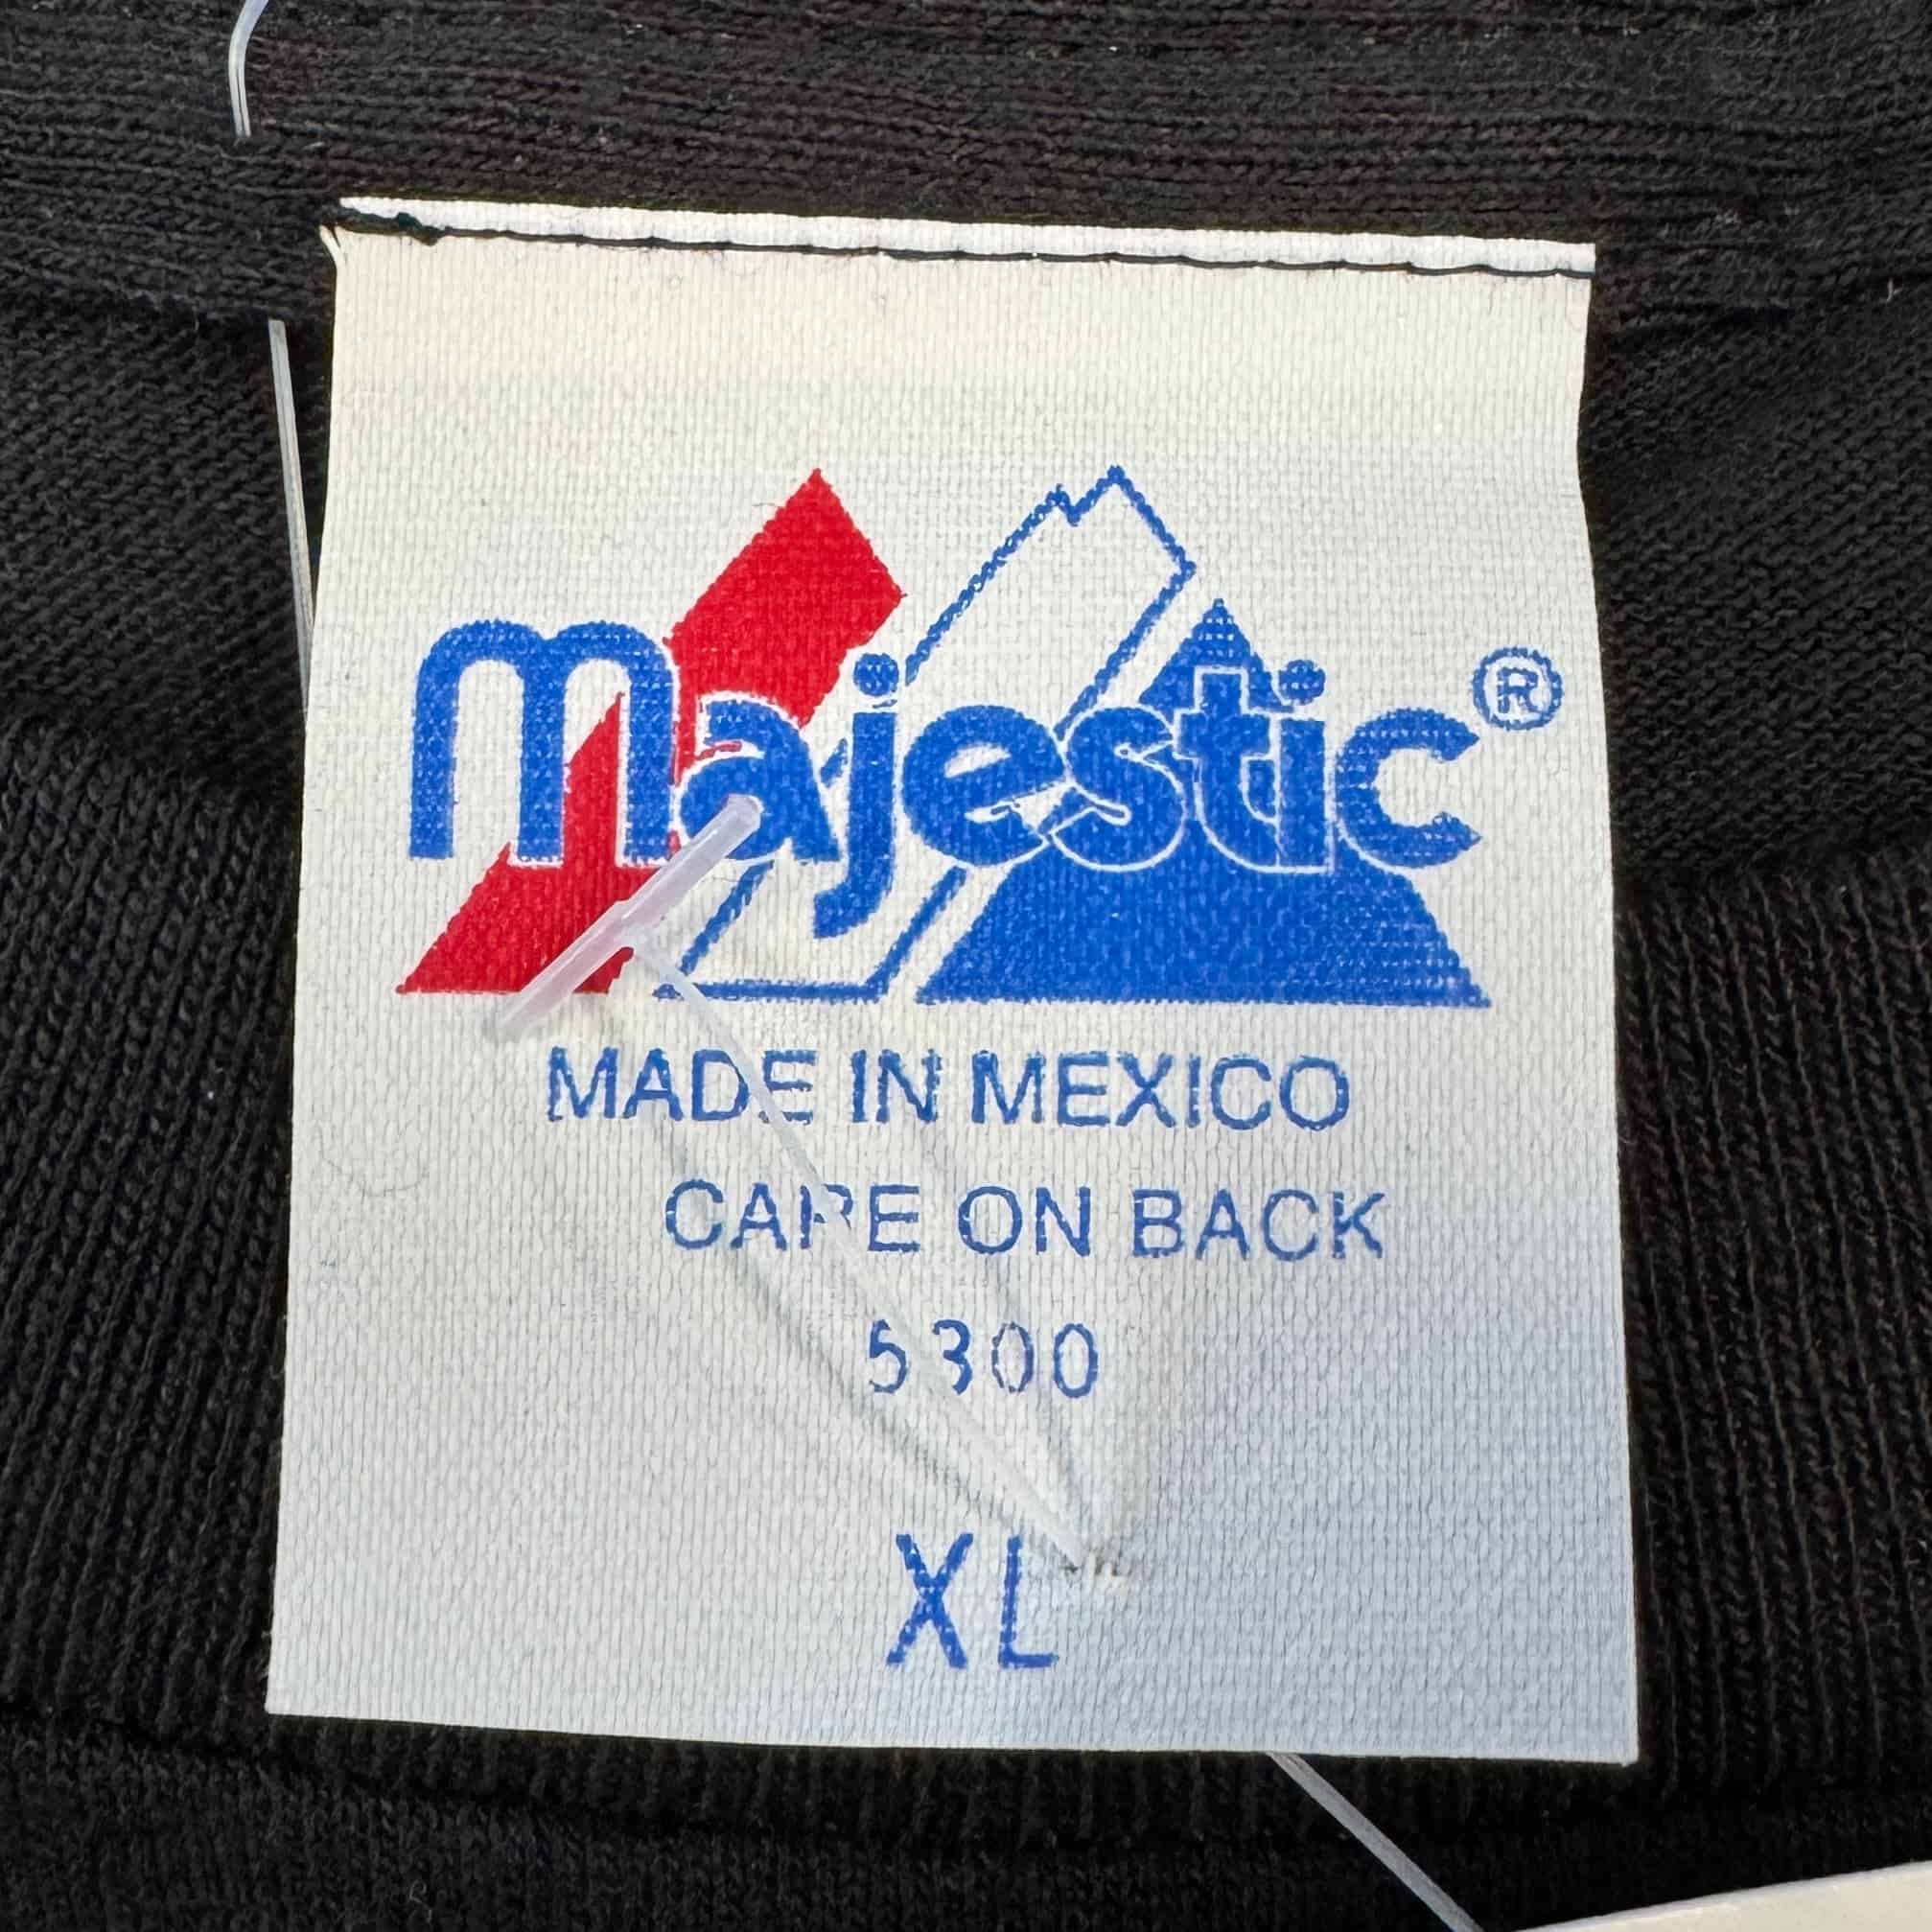 Majestic®
MADE IN MEXICO
CARE ON BACK
5300
XL